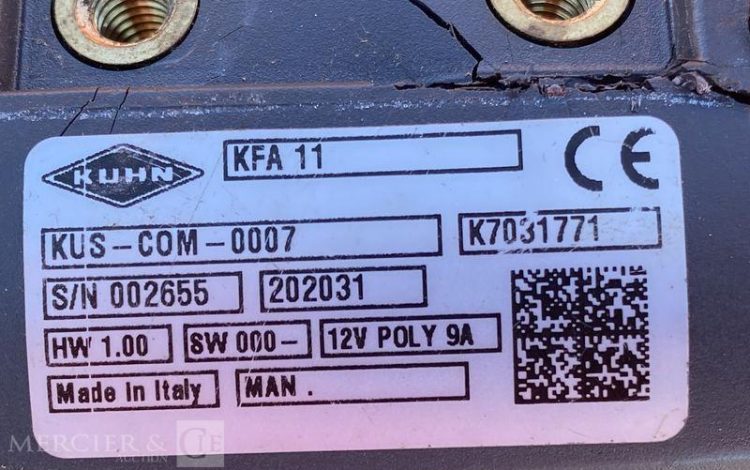 KUHN
KFA 11
CE
KUS-COM-0007
K7031771
S/N 002655
202031
HW 1.00
SW 000-
12V POLY 9A
Made In Italy
MAN .
MERCIER & CIE
AUCTION